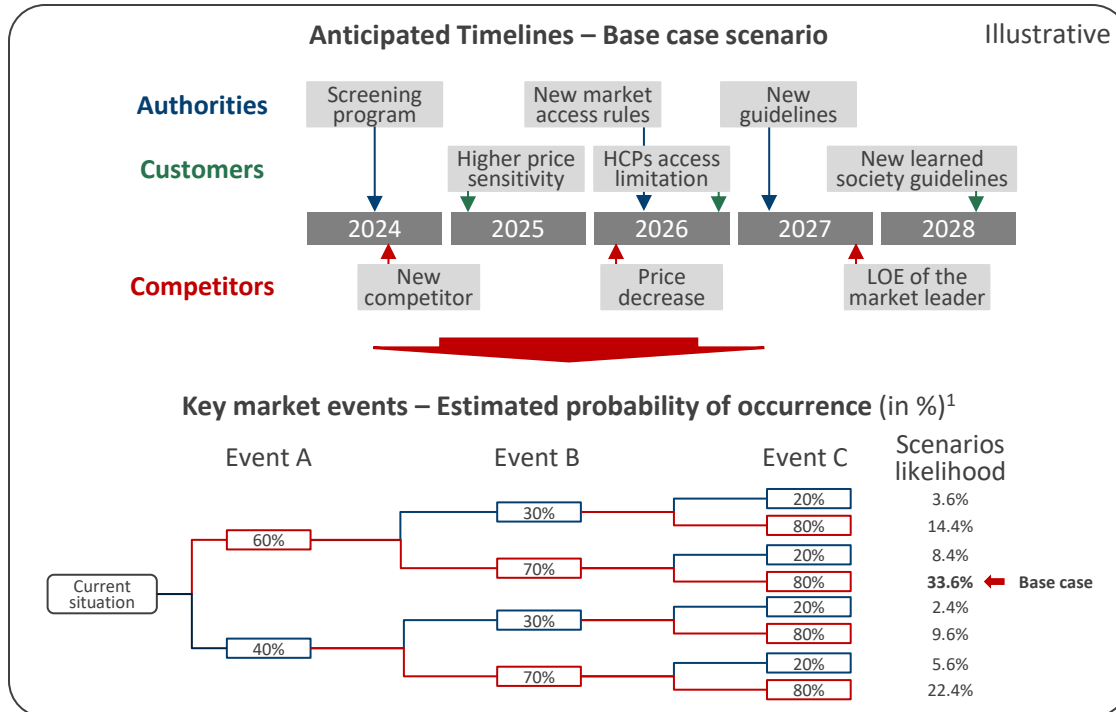 Anticipated Timelines – Base case scenario
Illustrative
Authorities
Screening
program
New market
access rules
New
guidelines
Customers
Higher price
sensitivity
HCPs access
limitation
New learned
society guidelines
2024
2025
2026
2027
2028
Competitors
New
competitor
Price
decrease
LOE of the
market leader
Key market events – Estimated probability of occurrence (in %)1
Event A
Event B
Event C
Scenarios
likelihood
20%
3.6%
30%
80%
14.4%
60%
20%
8.4%
70%
80%
33.6%
Base case
Current
situation
20%
2.4%
30%
80%
9.6%
40%
20%
5.6%
70%
80%
22.4%